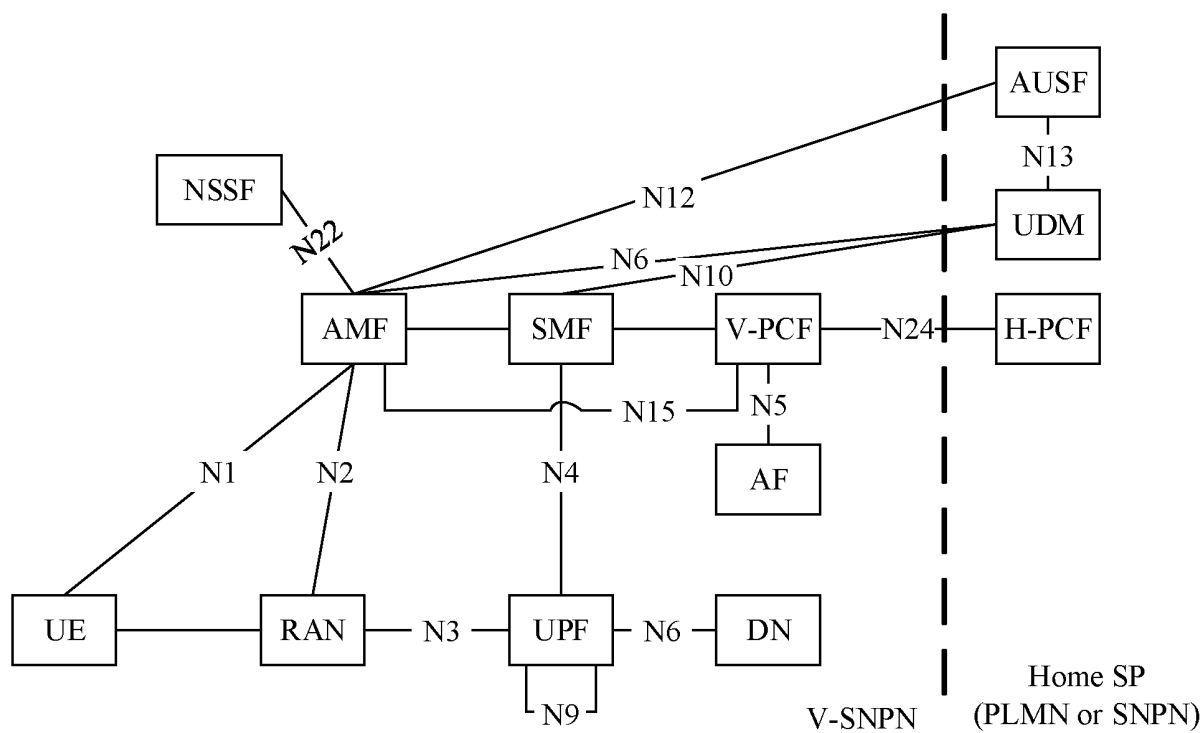 AUSF
N13
NSSF
N12
UDM
N22
N6
N10
AMF
SMF
V-PCF
N24
H-PCF
N15
N5
N1
N2
N4
AF
UE
RAN
N3
UPF
N6
DN
N9
V-SNPN
Home SP
(PLMN or SNPN)